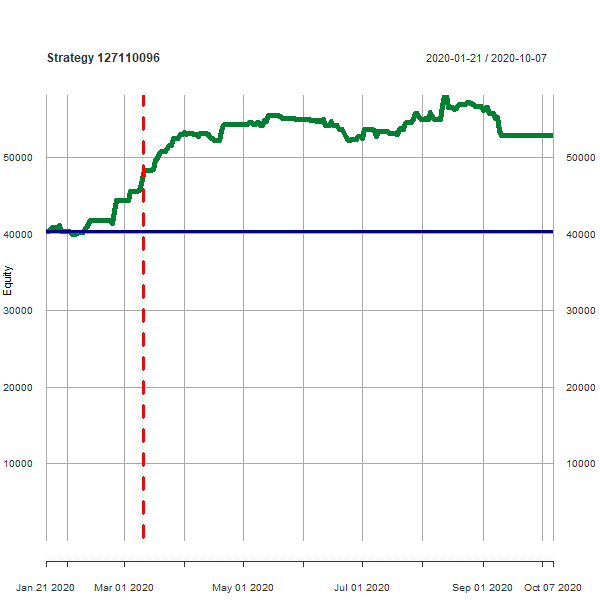 Strategy 127110096
2020-01-21 / 2020-10-07
50000
50000
40000
40000
Equity
30000
30000
20000
20000
10000
10000
Jan 21 2020
Mar 01 2020
May 01 2020
Jul 01 2020
Sep 01 2020
Oct 07 2020